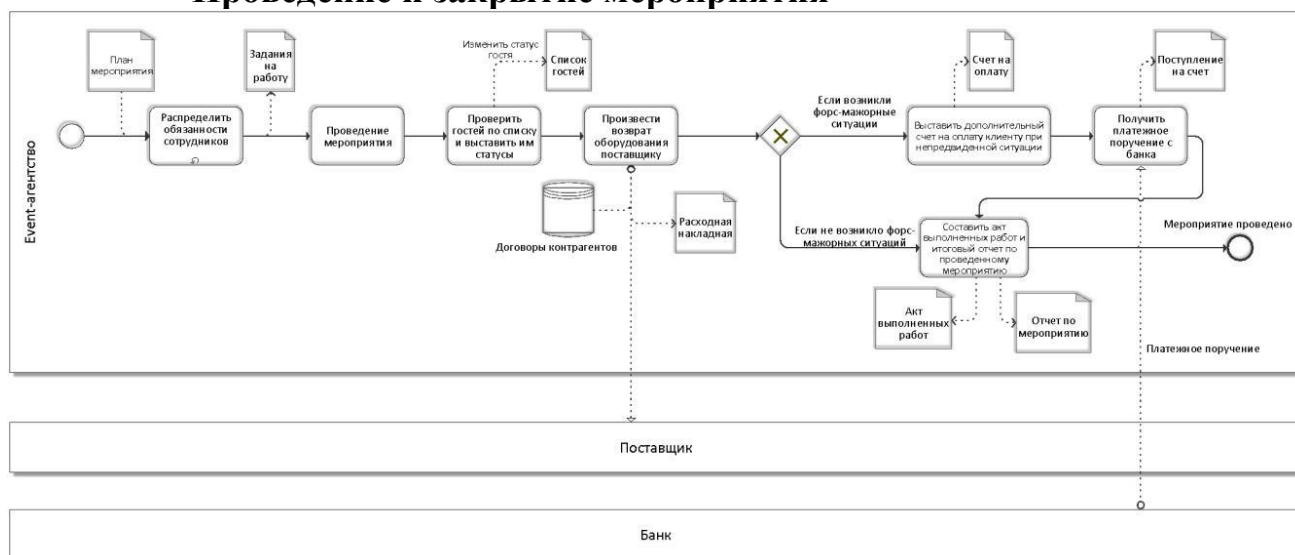 Проведение и закрытие мероприятия
План
мероприятия
Задания
на
работу
Изменить статус
гостя
Список
гостей
Счет на
оплату
Поступление
на счет
Event-агентство
Распределить
обязанности
сотрудников
Проведение
мероприятия
Проверить
гостей по списку
и выставить им
статусы
Произвести
возврат
оборудования
поставщику
Если возникли
форс-мажорные
ситуации
Выставить дополнительный
счет на оплату клиенту при
непредвиденной ситуации
Получить
платежное
поручение с
банка
Договоры контрагентов
Расходная
накладная
Если не возникло форс-
мажорных ситуаций
Составить акт
выполненных работ и
итоговый отчет по
проведенному
мероприятию
Мероприятие проведено
Акт
выполненных
работ
Отчет по
мероприятию
Платежное поручение
Поставщик
Банк